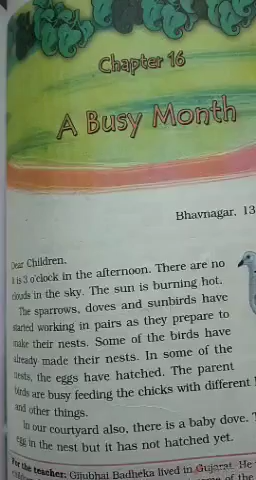 Chapter 16
A Busy Month
Bhavnagar. 13
Dear Children,
It is 3 o'clock in the afternoon. There are no
clouds in the sky. The sun is burning hot.
The sparrows, doves and sunbirds have
started working in pairs as they prepare to
make their nests. Some of the birds have
already made their nests. In some of the
nests, the eggs have hatched. The parent
birds are busy feeding the chicks with different
and other things.
In our courtyard also, there is a baby dove.
egg in the nest but it has not hatched yet.
For the teacher: Gijubhai Badheka lived in Gujarat. He
of the